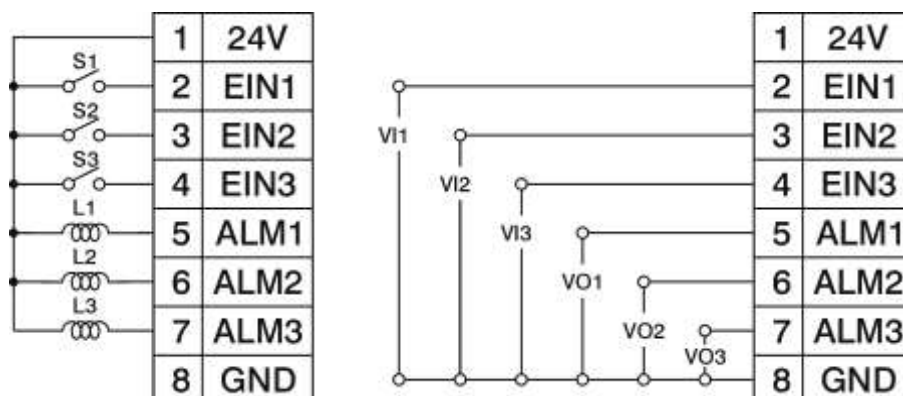 1 24V
S1
2 EIN1
S2
3 EIN2
S3
4 EIN3
L1
5 ALM1
L2
6 ALM2
L3
7 ALM3
8 GND
1 24V
2 EIN1
VI1
3 EIN2
VI2
4 EIN3
VI3
5 ALM1
VO1
6 ALM2
VO2
7 ALM3
VO3
8 GND